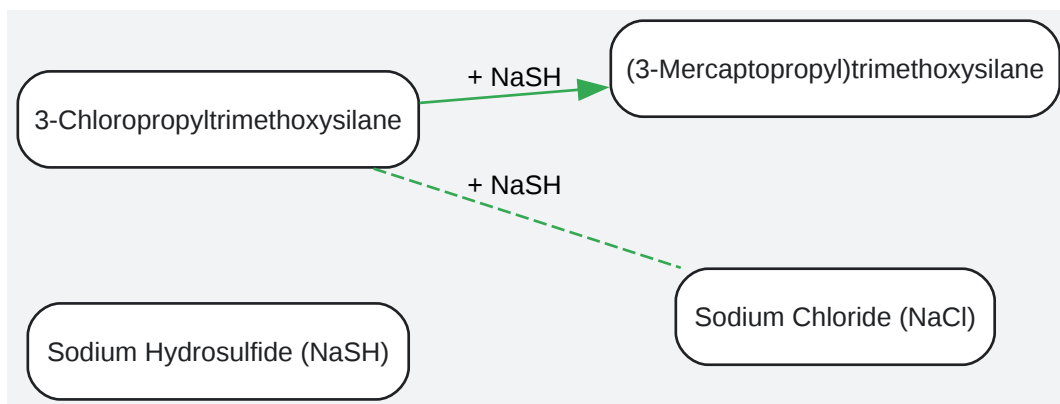 (3-Mercaptopropyl)trimethoxysilane
+ NaSH
3-Chloropropyltrimethoxysilane
+ NaSH
Sodium Chloride (NaCl)
Sodium Hydrosulfide (NaSH)